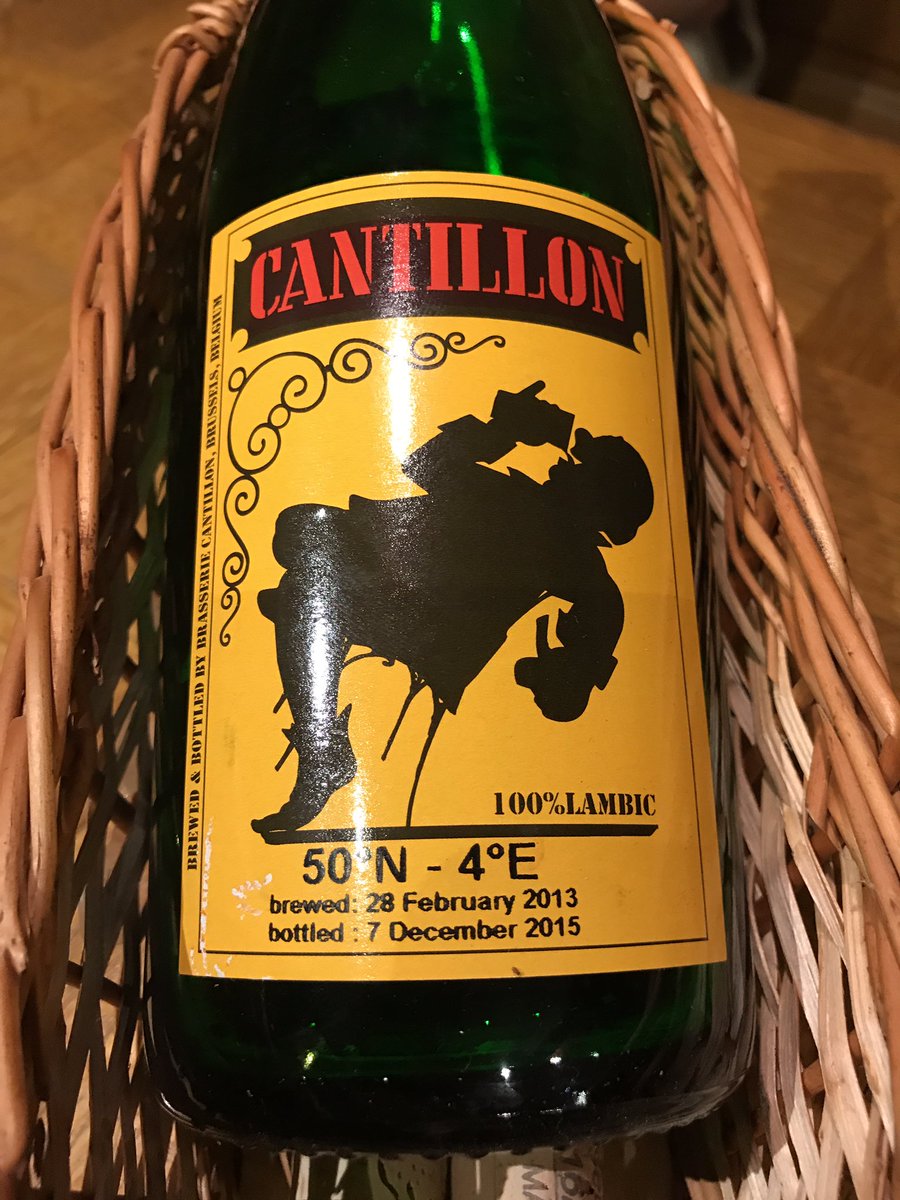 CANTILLON
BREWED & BOTTLED BY BRASSERIE CANTILLON, BRUSSELS, BELGIUM
100%LAMBIC
50°N - 4°E
brewed: 28 February 2013
bottled : 7 December 2015